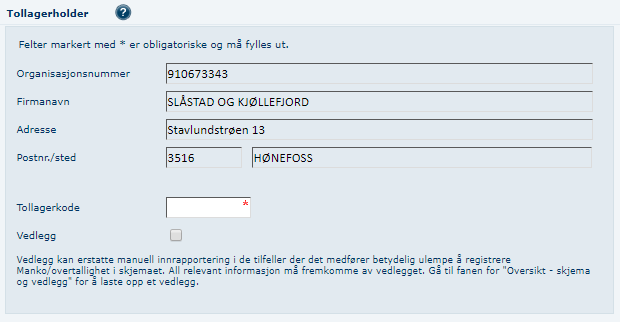 Tollagerholder ?
Felter markert med * er obligatoriske og må fylles ut.
Organisasjonsnummer 910673343
Firmanavn SLÅSTAD OG KJØLLEFJORD
Adresse Stavlundstrøen 13
Postnr./sted 3516 HØNEFOSS
Tollagerkode *
Vedlegg
Vedlegg kan erstatte manuell innrapportering i de tilfeller der det medfører betydelig ulempe å registrere
Manko/overtallighet i skjemaet. All relevant informasjon må fremkomme av vedlegget. Gå til fanen for "Oversikt - skjema
og vedlegg" for å laste opp et vedlegg.